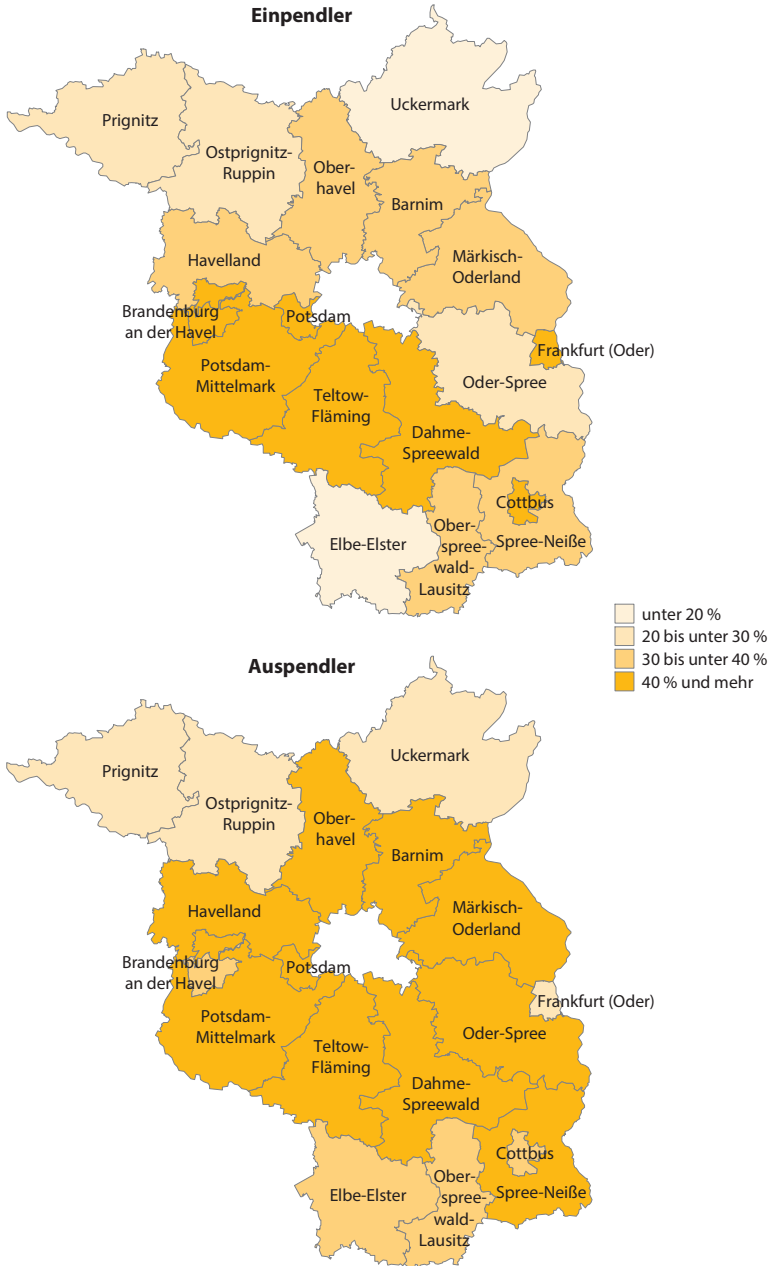 Einpendler
Uckermark
Prignitz
Ostprignitz-
Ruppin
Ober-
havel
Barnim
Havelland
Märkisch-
Oderland
Brandenburg
an der Havel
Potsdam
Frankfurt (Oder)
Potsdam-
Mittelmark
Teltow-
Fläming
Oder-Spree
Dahme-
Spreewald
Cottbus
Elbe-Elster
Ober-
spree-
wald-
Lausitz
Spree-Neiße
unter 20 %
20 bis unter 30 %
30 bis unter 40 %
40 % und mehr
Auspendler
Uckermark
Prignitz
Ostprignitz-
Ruppin
Ober-
havel
Barnim
Havelland
Märkisch-
Oderland
Brandenburg
an der Havel
Potsdam
Frankfurt (Oder)
Potsdam-
Mittelmark
Teltow-
Fläming
Oder-Spree
Dahme-
Spreewald
Cottbus
Elbe-Elster
Ober-
spree-
wald-
Lausitz
Spree-Neiße